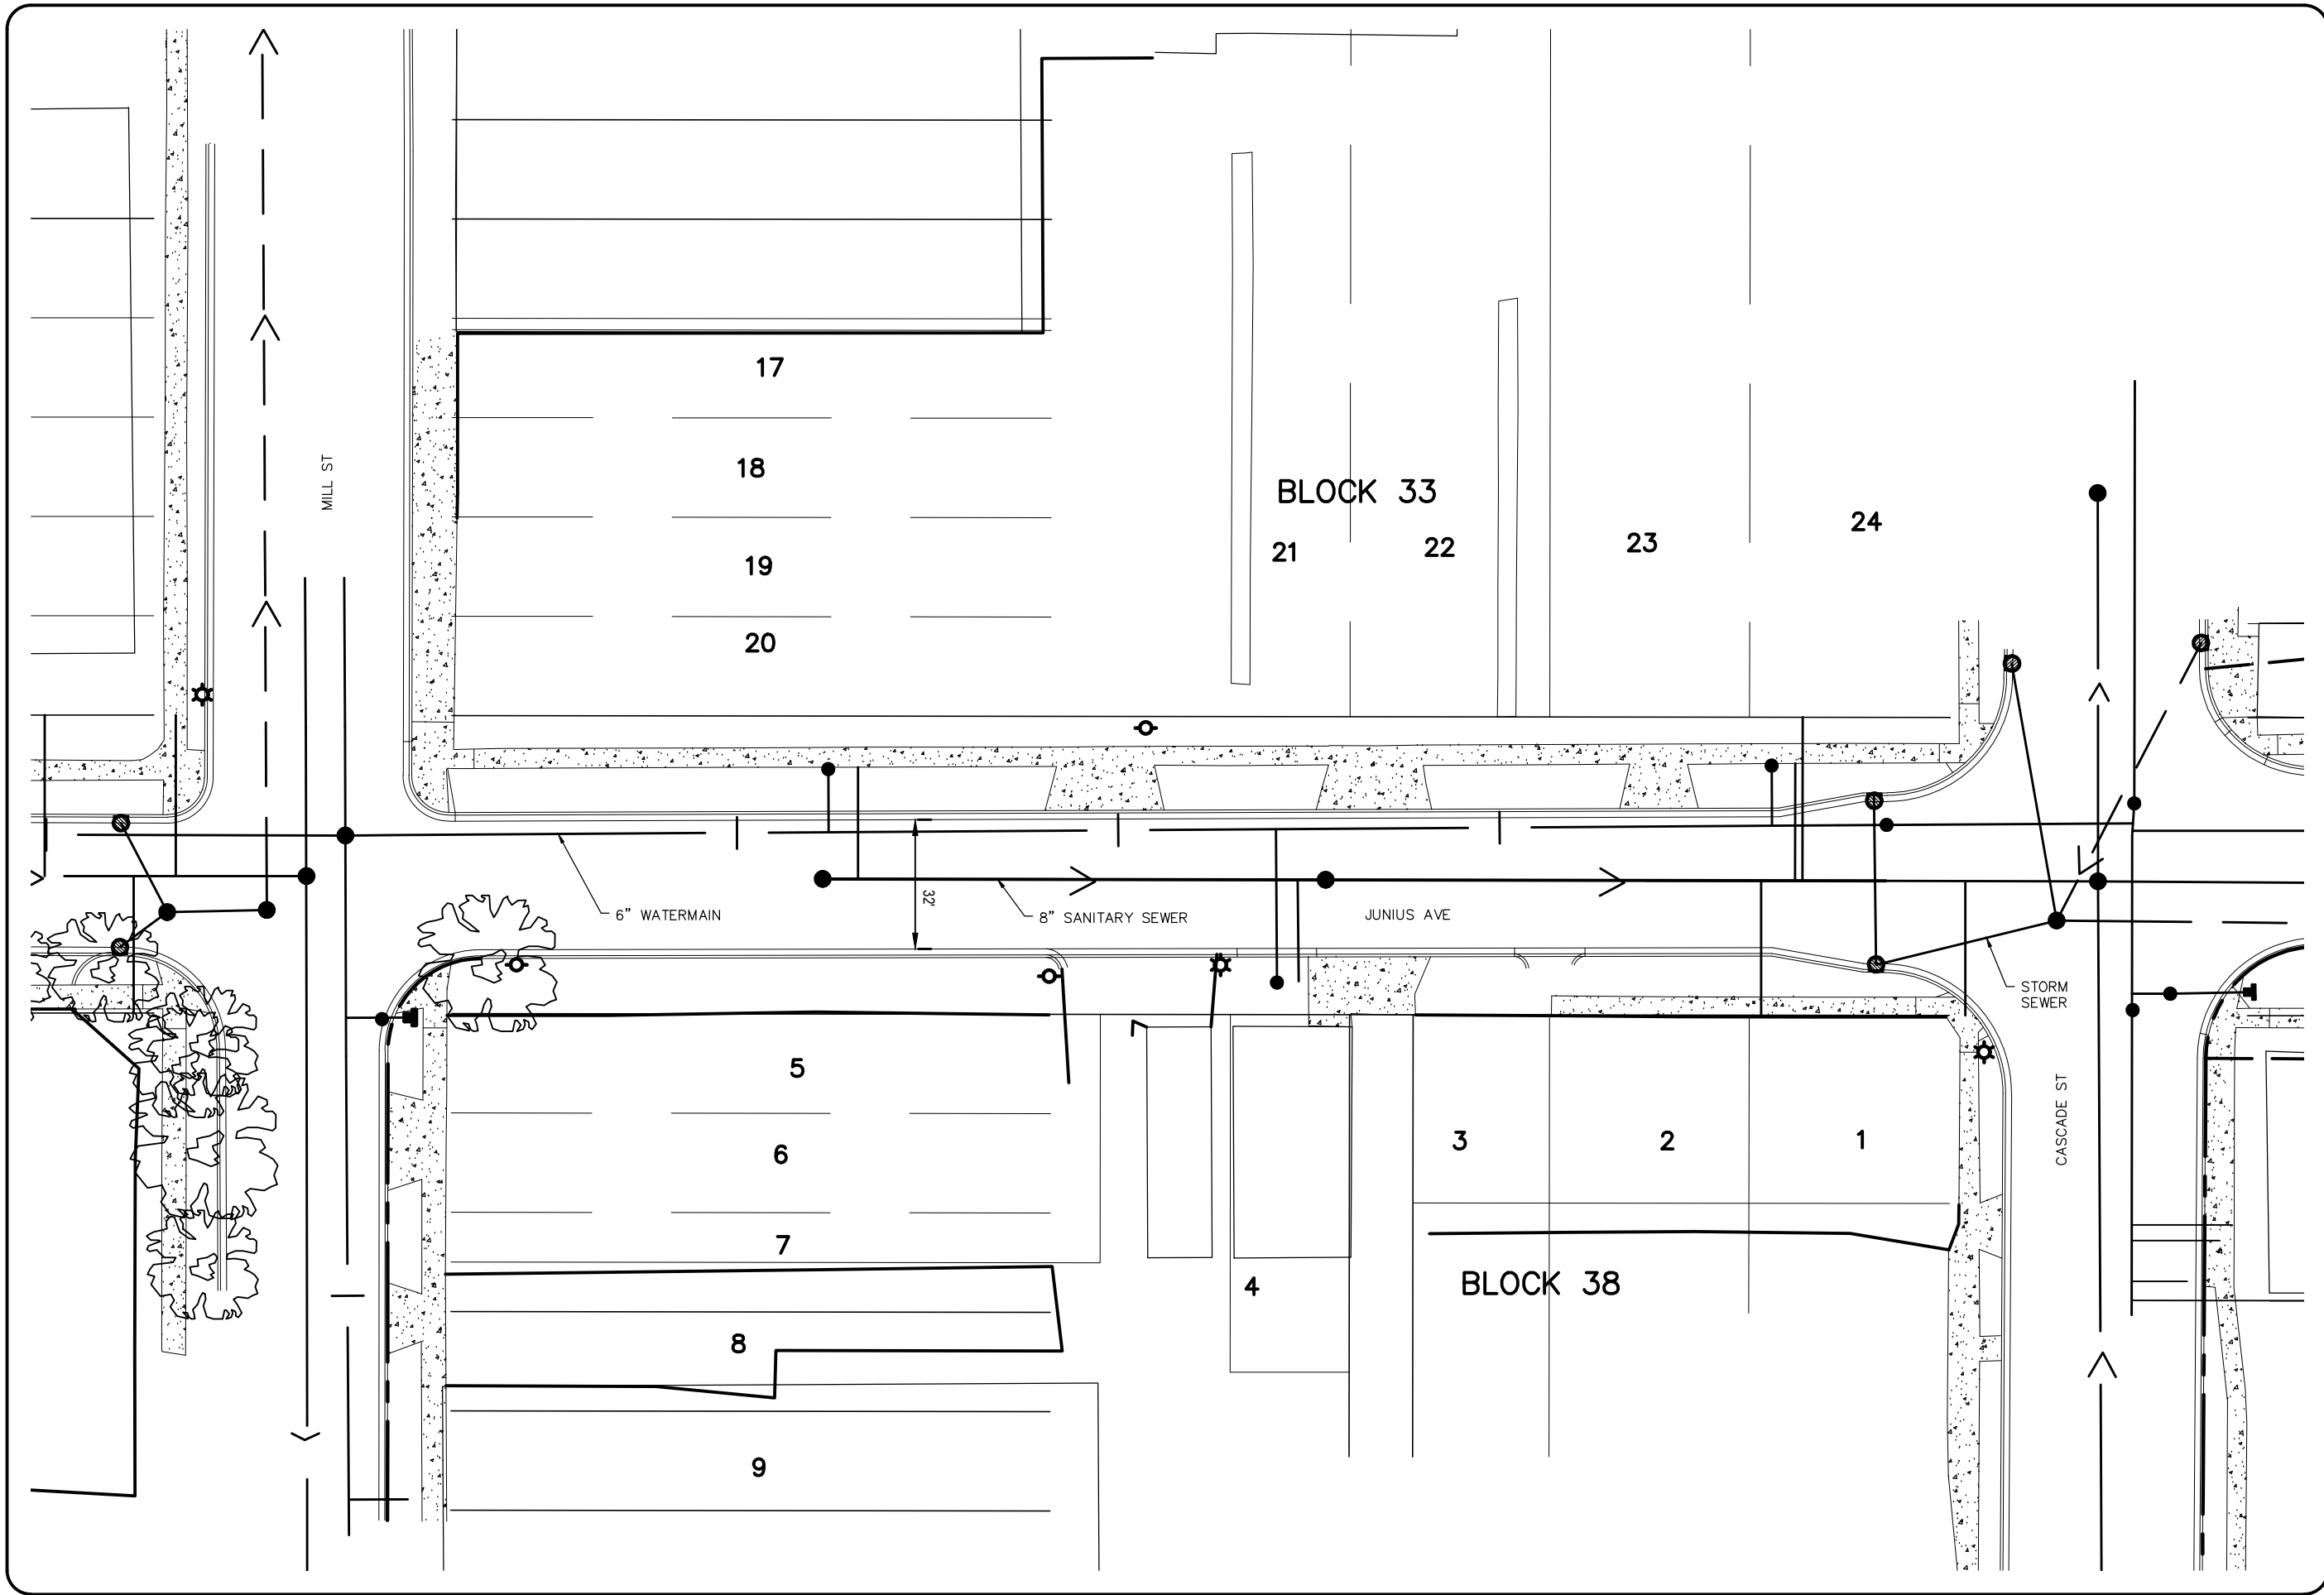 17
MILL ST
18
BLOCK 33
24
23
22
21
19
20
32'
6" WATERMAIN
8" SANITARY SEWER
JUNIUS AVE
STORM
SEWER
5
CASCADE ST
3
2
1
6
7
4
BLOCK 38
8
9